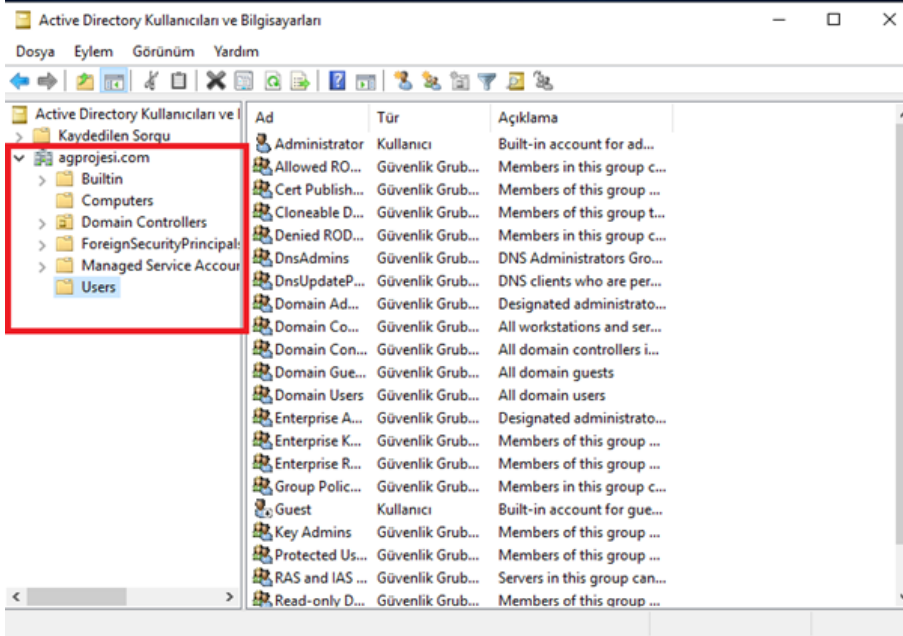 Active Directory Kullanıcıları ve Bilgisayarları
Dosya Eylem Görünüm Yardım
Active Directory Kullanıcıları ve l
Kaydedilen Sorgu
agprojesi.com
Builtin
Computers
Domain Controllers
ForeignSecurityPrincipals
Managed Service Accour
Users
Ad Tür Açıklama
Administrator Kullanıcı Built-in account for ad...
Allowed RO... Güvenlik Grub... Members in this group c...
Cert Publish... Güvenlik Grub... Members of this group ...
Cloneable D... Güvenlik Grub... Members of this group t...
Denied ROD... Güvenlik Grub... Members in this group c...
DnsAdmins Güvenlik Grub... DNS Administrators Gro...
DnsUpdateP... Güvenlik Grub... DNS clients who are per...
Domain Ad... Güvenlik Grub... Designated administrato...
Domain Co... Güvenlik Grub... All workstations and ser...
Domain Con... Güvenlik Grub... All domain controllers i...
Domain Gue... Güvenlik Grub... All domain guests
Domain Users Güvenlik Grub... All domain users
Enterprise A... Güvenlik Grub... Designated administrato...
Enterprise K... Güvenlik Grub... Members of this group ...
Enterprise R... Güvenlik Grub... Members of this group ...
Group Polic... Güvenlik Grub... Members in this group c...
Guest Kullanıcı Built-in account for gue...
Key Admins Güvenlik Grub... Members of this group ...
Protected Us... Güvenlik Grub... Members of this group ...
RAS and IAS ... Güvenlik Grub... Servers in this group can...
Read-only D... Güvenlik Grub... Members of this group ...